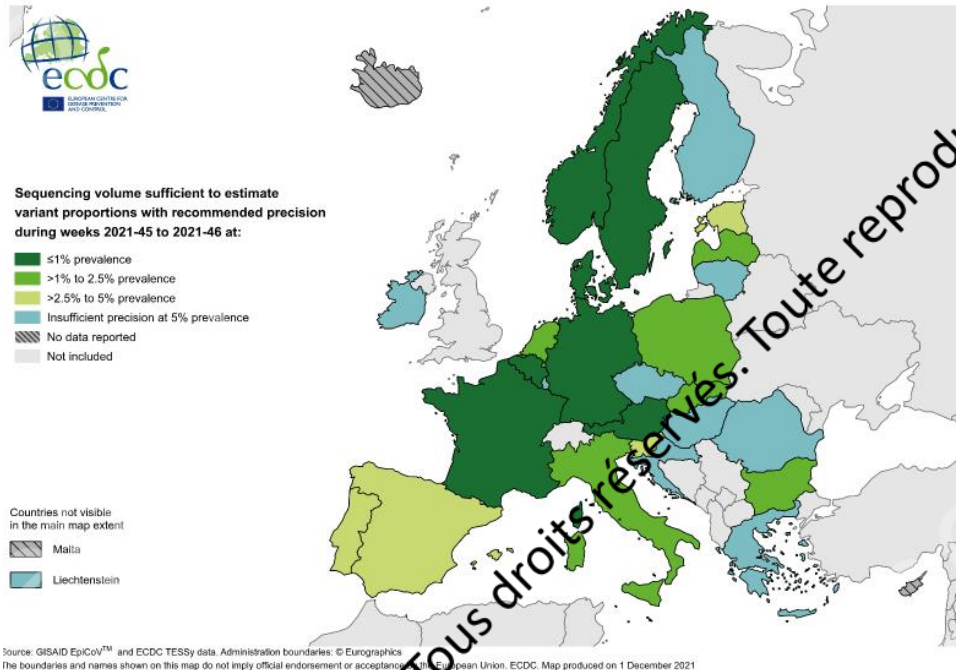 ecdc
EUROPEAN CENTRE FOR
DISEASE PREVENTION
AND CONTROL
Sequencing volume sufficient to estimate
variant proportions with recommended precision
during weeks 2021-45 to 2021-46 at:
≤1% prevalence
>1% to 2.5% prevalence
>2.5% to 5% prevalence
Insufficient precision at 5% prevalence
No data reported
Not included
Countries not visible
in the main map extent
Malta
Liechtenstein
Tous droits réservés. Toute reprod
Source: GISAID EpiCoV™ and ECDC TESSy data. Administration boundaries: © Eurographics
The boundaries and names shown on this map do not imply official endorsement or acceptance by the European Union. ECDC. Map produced on 1 December 2021